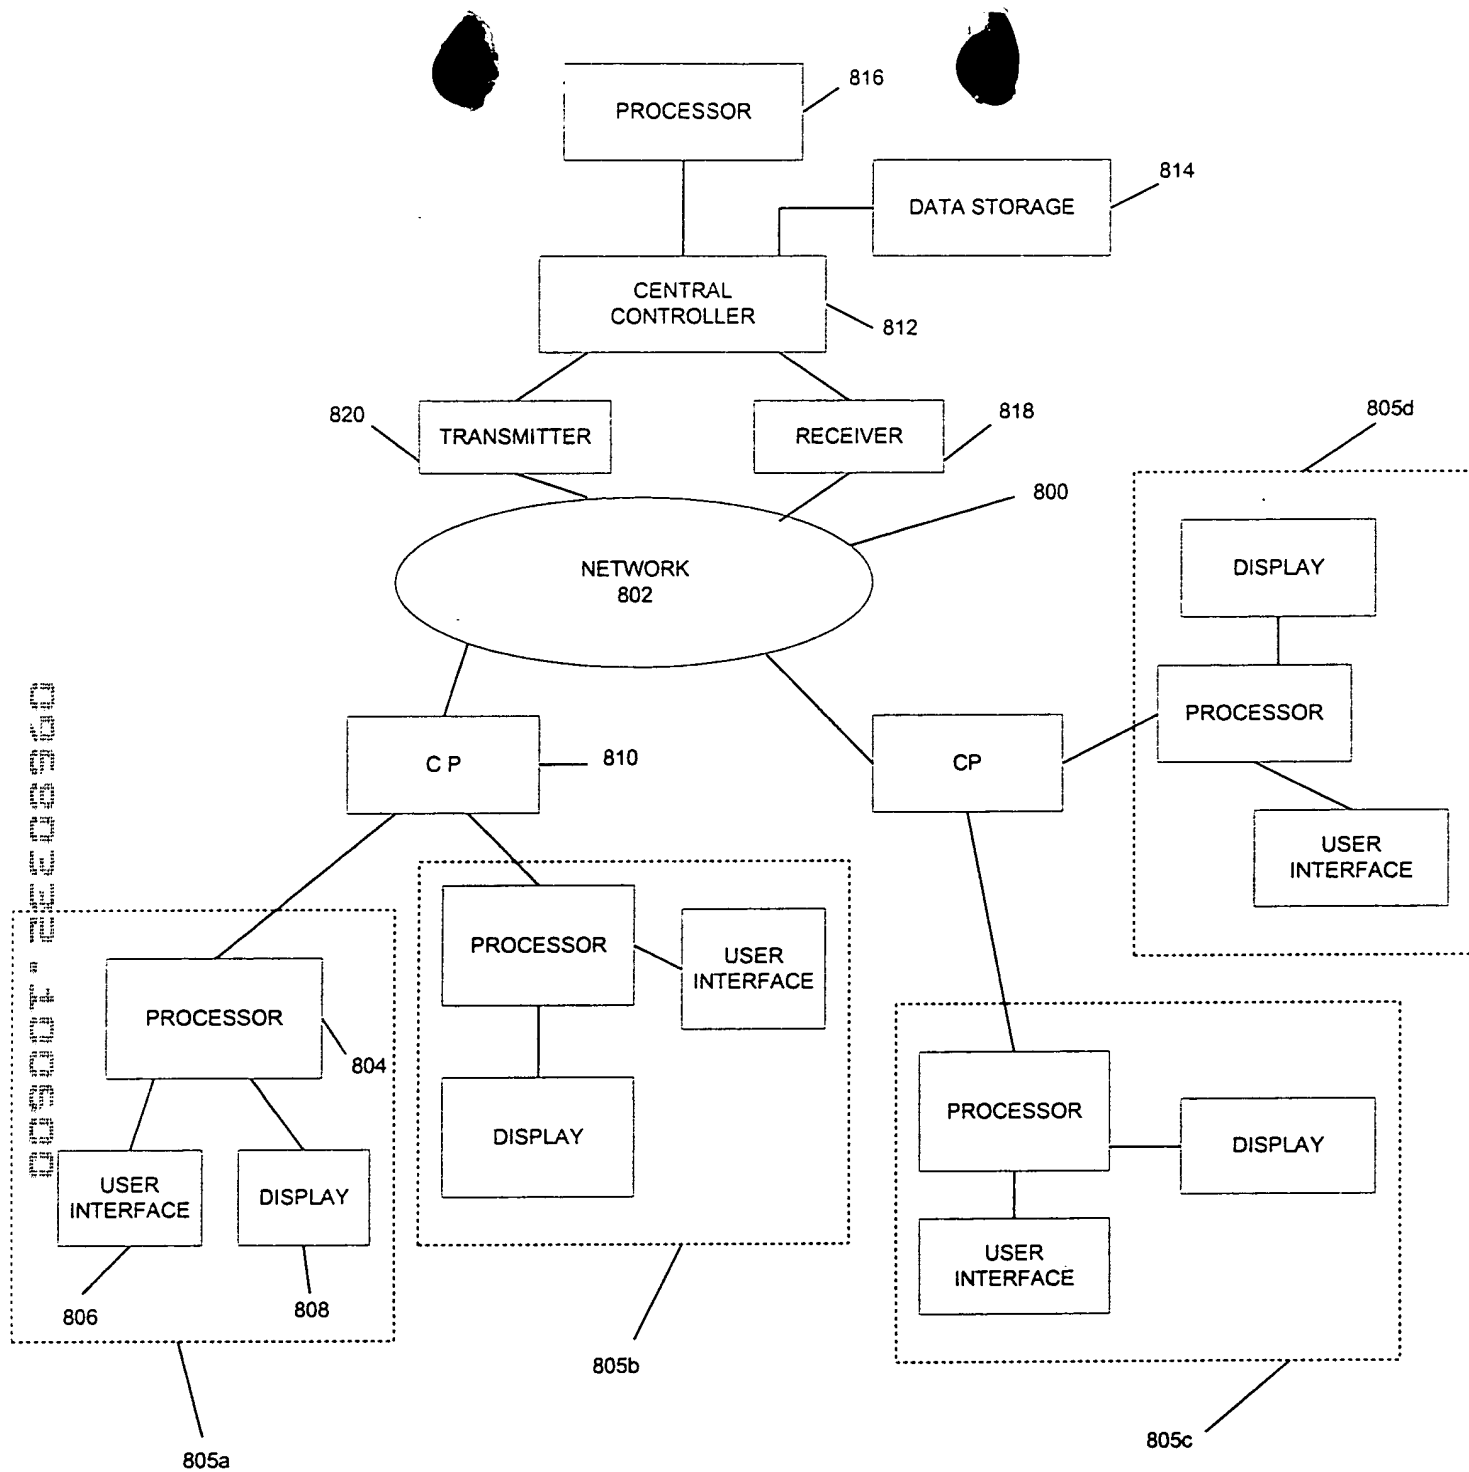 816
PROCESSOR
814
DATA STORAGE
CENTRAL
CONTROLLER
812
820
TRANSMITTER
RECEIVER
818
805d
800
NETWORK
802
DISPLAY
PROCESSOR
C P
810
CP
USER
INTERFACE
PROCESSOR
USER
INTERFACE
PROCESSOR
804
DISPLAY
PROCESSOR
DISPLAY
USER
INTERFACE
DISPLAY
USER
INTERFACE
806
808
805b
805c
805a
09680332.100500